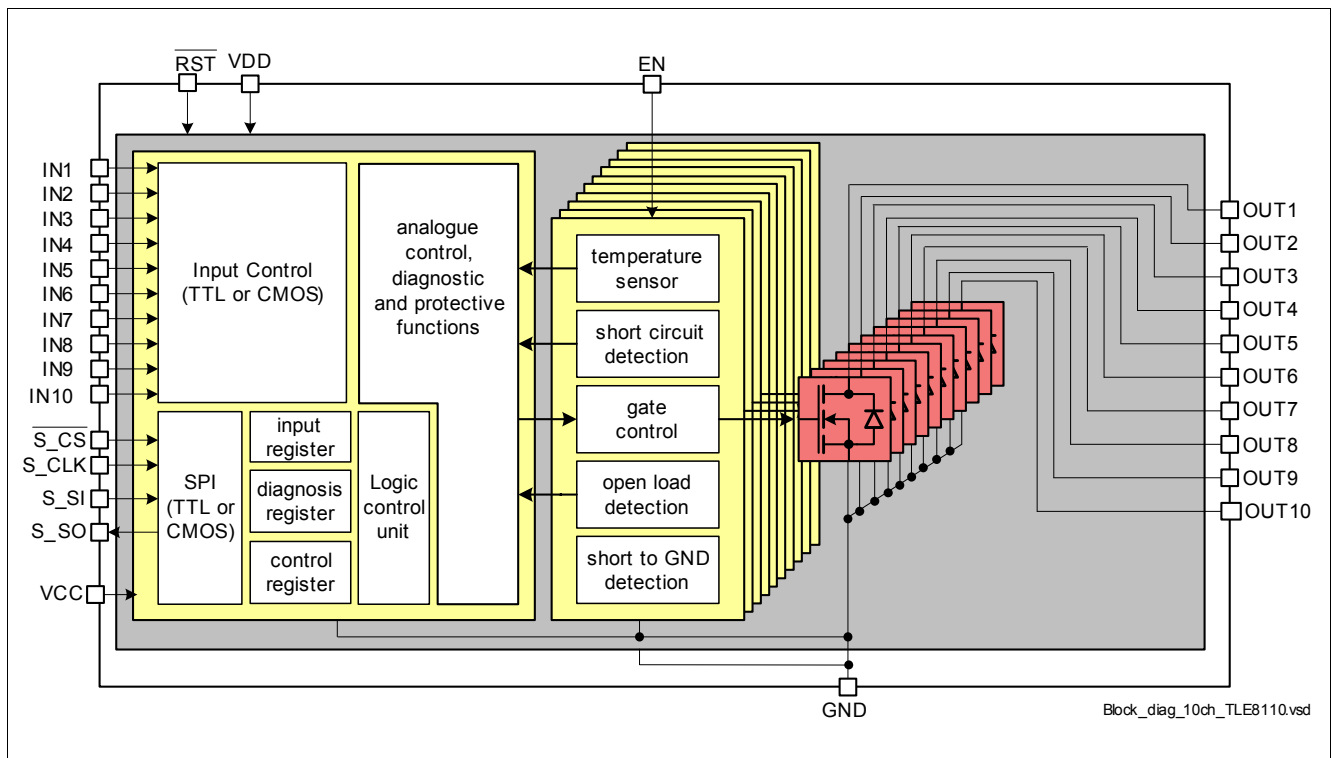 RST
VDD
EN
IN1
IN2
IN3
IN4
IN5
IN6
IN7
IN8
IN9
IN10
S_CS
S_CLK
S_SI
S_SO
VCC
Input Control
(TTL or CMOS)
analogue
control,
diagnostic
and protective
functions
SPI
(TTL or
CMOS)
input
register
diagnosis
register
control
register
Logic
control
unit
temperature
sensor
short circuit
detection
gate
control
open load
detection
short to GND
detection
OUT1
OUT2
OUT3
OUT4
OUT5
OUT6
OUT7
OUT8
OUT9
OUT10
GND
Block_diag_10ch_TLE8110.vsd